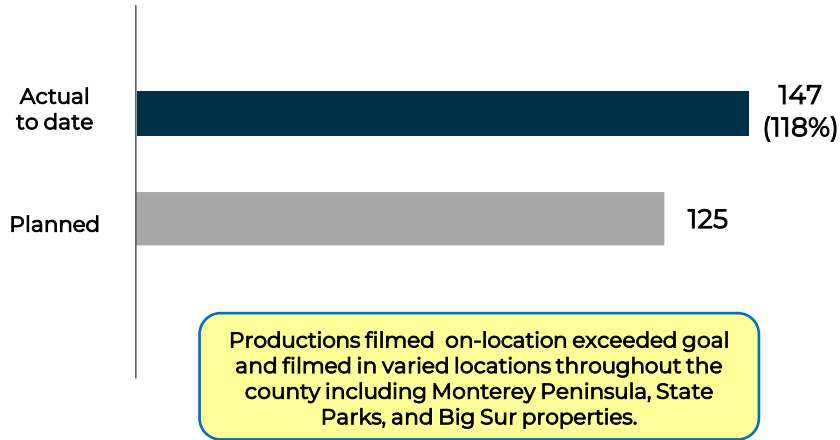 Actual
to date
147
(118%)
Planned
125
Productions filmed on-location exceeded goal
and filmed in varied locations throughout the
county including Monterey Peninsula, State
Parks, and Big Sur properties.